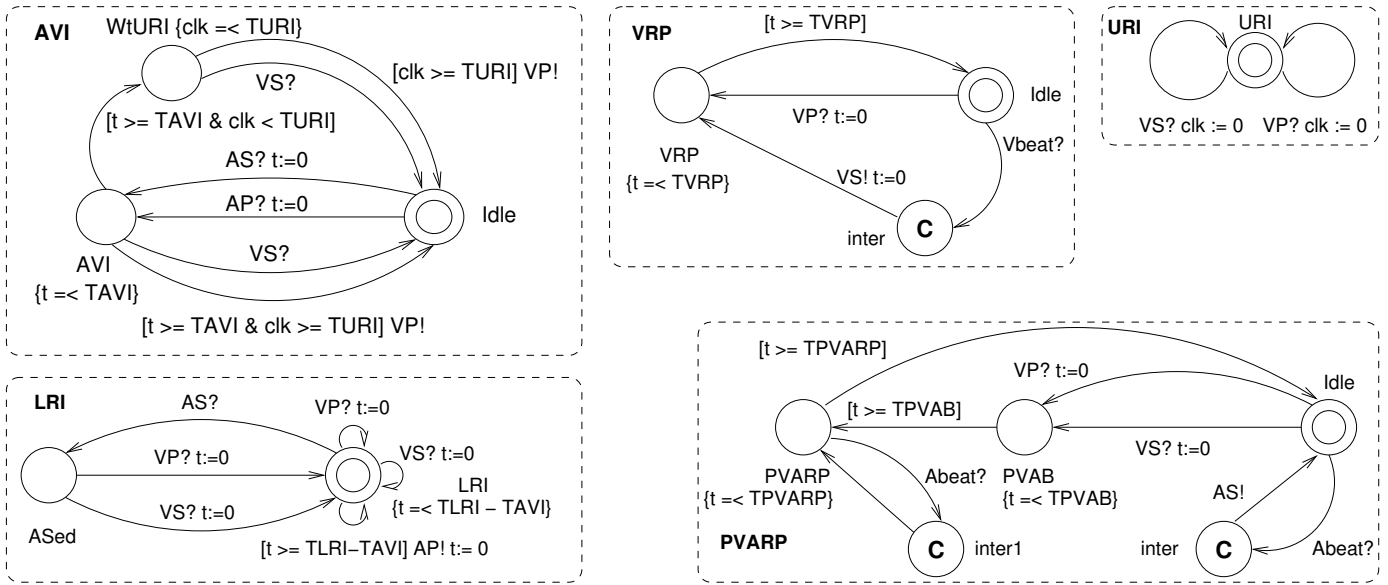 AVI
WtURI {clk =< TURI}
[clk >= TURI] VP!
VS?
[t >= TAVI & clk < TURI]
AS? t:=0
AP? t:=0
Idle
VS?
AVI
{t =< TAVI}
[t >= TAVI & clk >= TURI] VP!
VRP
[t >= TVRP]
Idle
VP? t:=0
Vbeat?
VRP
{t =< TVRP}
VS! t:=0
C
inter
URI
URI
VS? clk := 0
VP? clk := 0
LRI
AS?
VP? t:=0
VS? t:=0
VP? t:=0
LRI
{t =< TLRI − TAVI}
VS? t:=0
ASed
[t >= TLRI−TAVI] AP! t:= 0
[t >= TPVARP]
VP? t:=0
Idle
[t >= TPVAB]
VS? t:=0
PVARP
{t =< TPVARP}
Abeat?
PVAB
{t =< TPVAB}
AS!
PVARP
C
inter1
inter
C
Abeat?